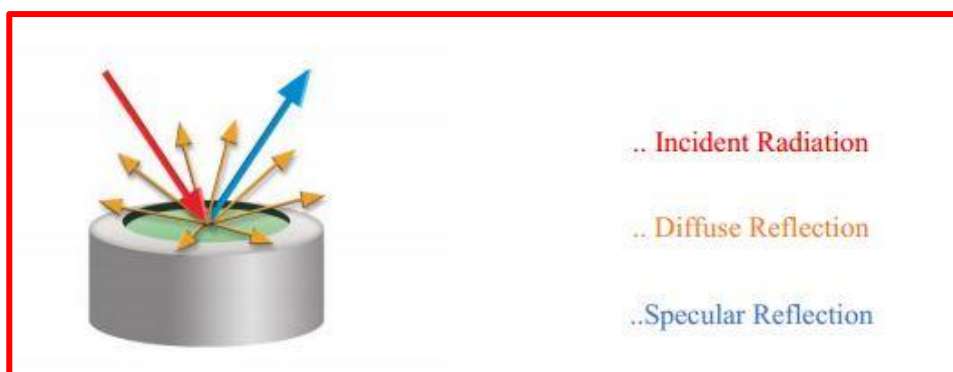 .. Incident Radiation
.. Diffuse Reflection
..Specular Reflection